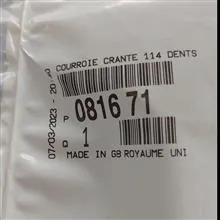 COURROIE CRANTE 114 DENTS
P 0816 71
Q 1
MADE IN GB ROYAUME UNI
07/03/2023 - 20: